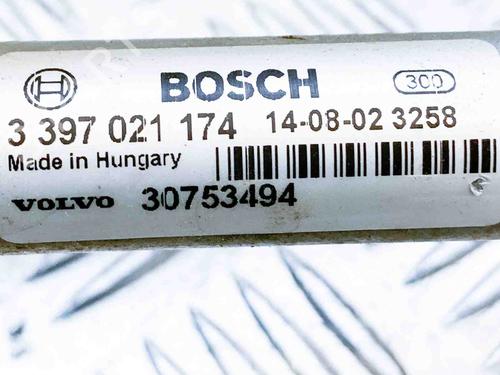 BOSCH 300
3 397 021 174 14-08-02 3258
Made in Hungary
VOLVO 30753494